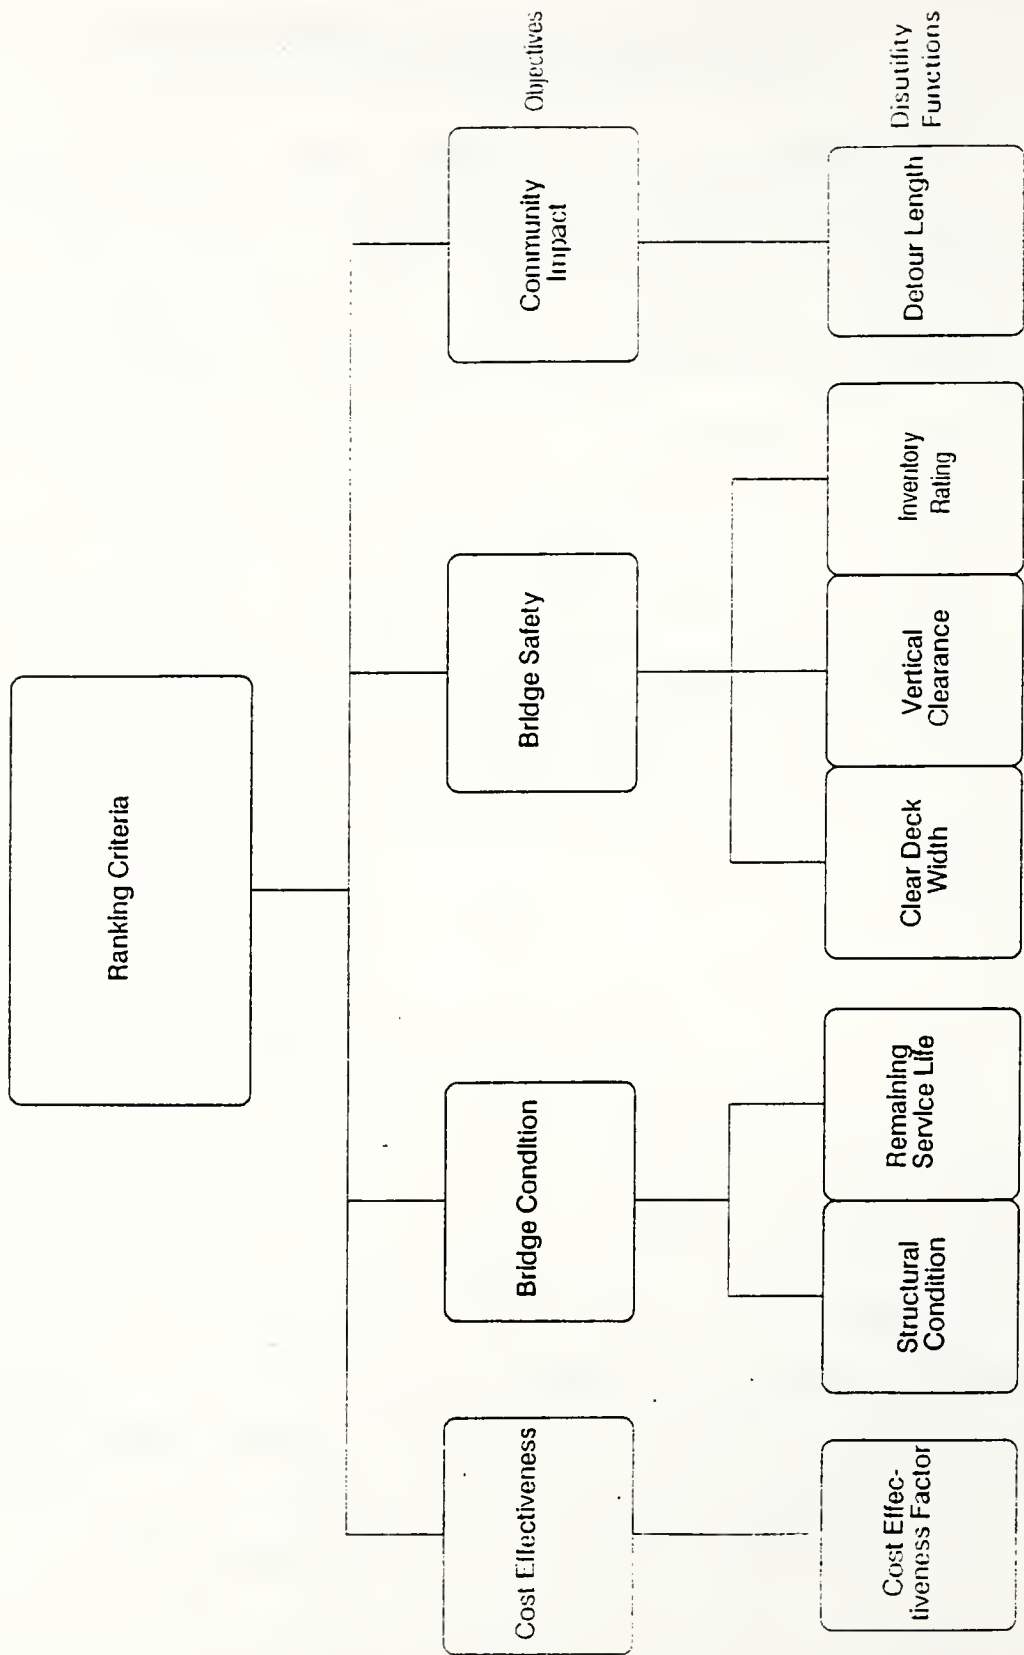 Ranking Criteria
Cost Effectiveness
Bridge Condition
Bridge Safety
Community
Impact
Objectives
Cost Effec-
tiveness Factor
Structural
Condition
Remaining
Service Life
Clear Deck
Width
Vertical
Clearance
Inventory
Rating
Detour Length
Disutility
Functions